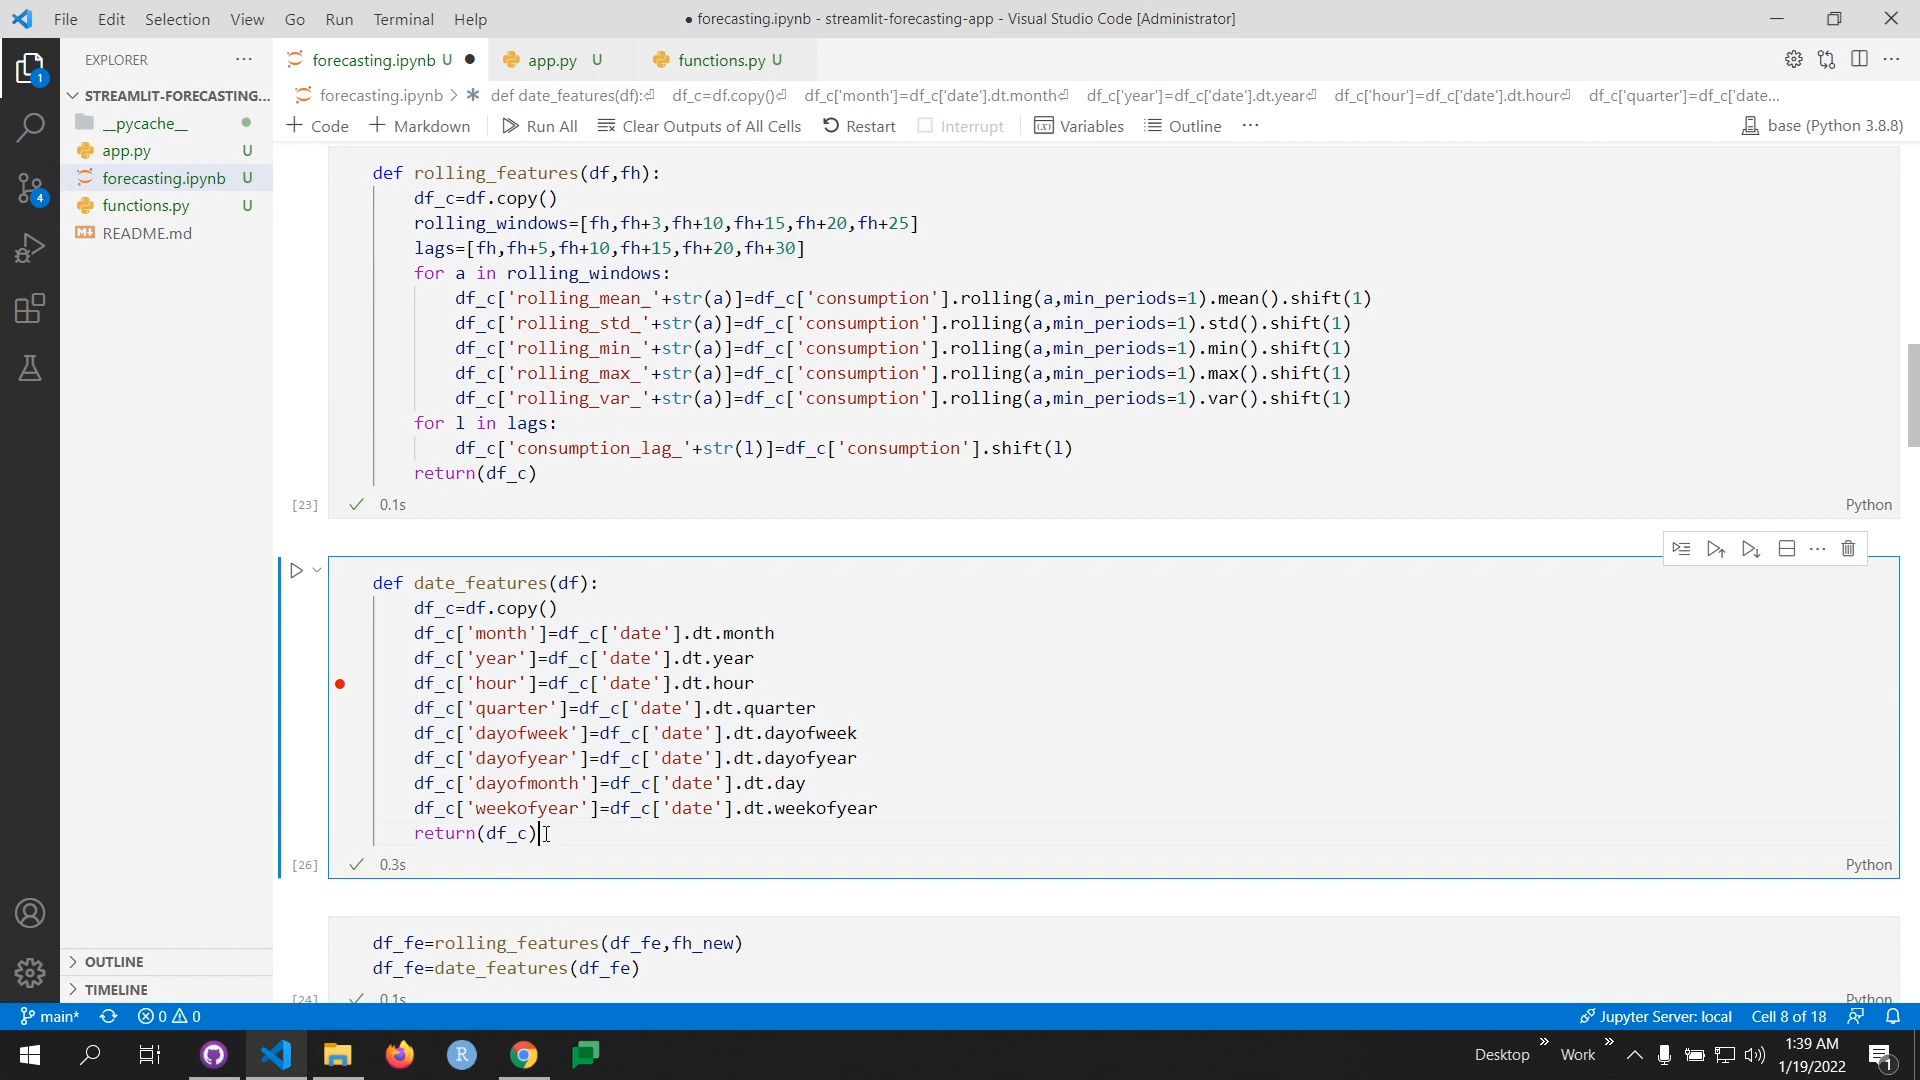 File Edit Selection View Go Run Terminal Help
● forecasting.ipynb - streamlit-forecasting-app - Visual Studio Code [Administrator]
EXPLORER
forecasting.ipynb U ●
app.py U
functions.py U
STREAMLIT-FORECASTING...
forecasting.ipynb > def date_features(df):⏎ df_c=df.copy()⏎ df_c['month']=df_c['date'].dt.month⏎ df_c['year']=df_c['date'].dt.year⏎ df_c['hour']=df_c['date'].dt.hour⏎ df_c['quarter']=df_c['date...
__pycache__
app.py U
forecasting.ipynb U
functions.py U
README.md
+ Code + Markdown Run All Clear Outputs of All Cells Restart Interrupt Variables Outline ...
base (Python 3.8.8)
def rolling_features(df,fh):
df_c=df.copy()
rolling_windows=[fh,fh+3,fh+10,fh+15,fh+20,fh+25]
lags=[fh,fh+5,fh+10,fh+15,fh+20,fh+30]
for a in rolling_windows:
df_c['rolling_mean_'+str(a)]=df_c['consumption'].rolling(a,min_periods=1).mean().shift(1)
df_c['rolling_std_'+str(a)]=df_c['consumption'].rolling(a,min_periods=1).std().shift(1)
df_c['rolling_min_'+str(a)]=df_c['consumption'].rolling(a,min_periods=1).min().shift(1)
df_c['rolling_max_'+str(a)]=df_c['consumption'].rolling(a,min_periods=1).max().shift(1)
df_c['rolling_var_'+str(a)]=df_c['consumption'].rolling(a,min_periods=1).var().shift(1)
for l in lags:
df_c['consumption_lag_'+str(l)]=df_c['consumption'].shift(l)
return(df_c)
[23] ✓ 0.1s Python
def date_features(df):
df_c=df.copy()
df_c['month']=df_c['date'].dt.month
df_c['year']=df_c['date'].dt.year
df_c['hour']=df_c['date'].dt.hour
df_c['quarter']=df_c['date'].dt.quarter
df_c['dayofweek']=df_c['date'].dt.dayofweek
df_c['dayofyear']=df_c['date'].dt.dayofyear
df_c['dayofmonth']=df_c['date'].dt.day
df_c['weekofyear']=df_c['date'].dt.weekofyear
return(df_c)
[26] ✓ 0.3s Python
df_fe=rolling_features(df_fe,fh_new)
df_fe=date_features(df_fe)
[24] ✓ 0.1s Python
OUTLINE
TIMELINE
main* 0 0
Jupyter Server: local Cell 8 of 18
1
4
R
Desktop » Work »
1:39 AM
1/19/2022
1